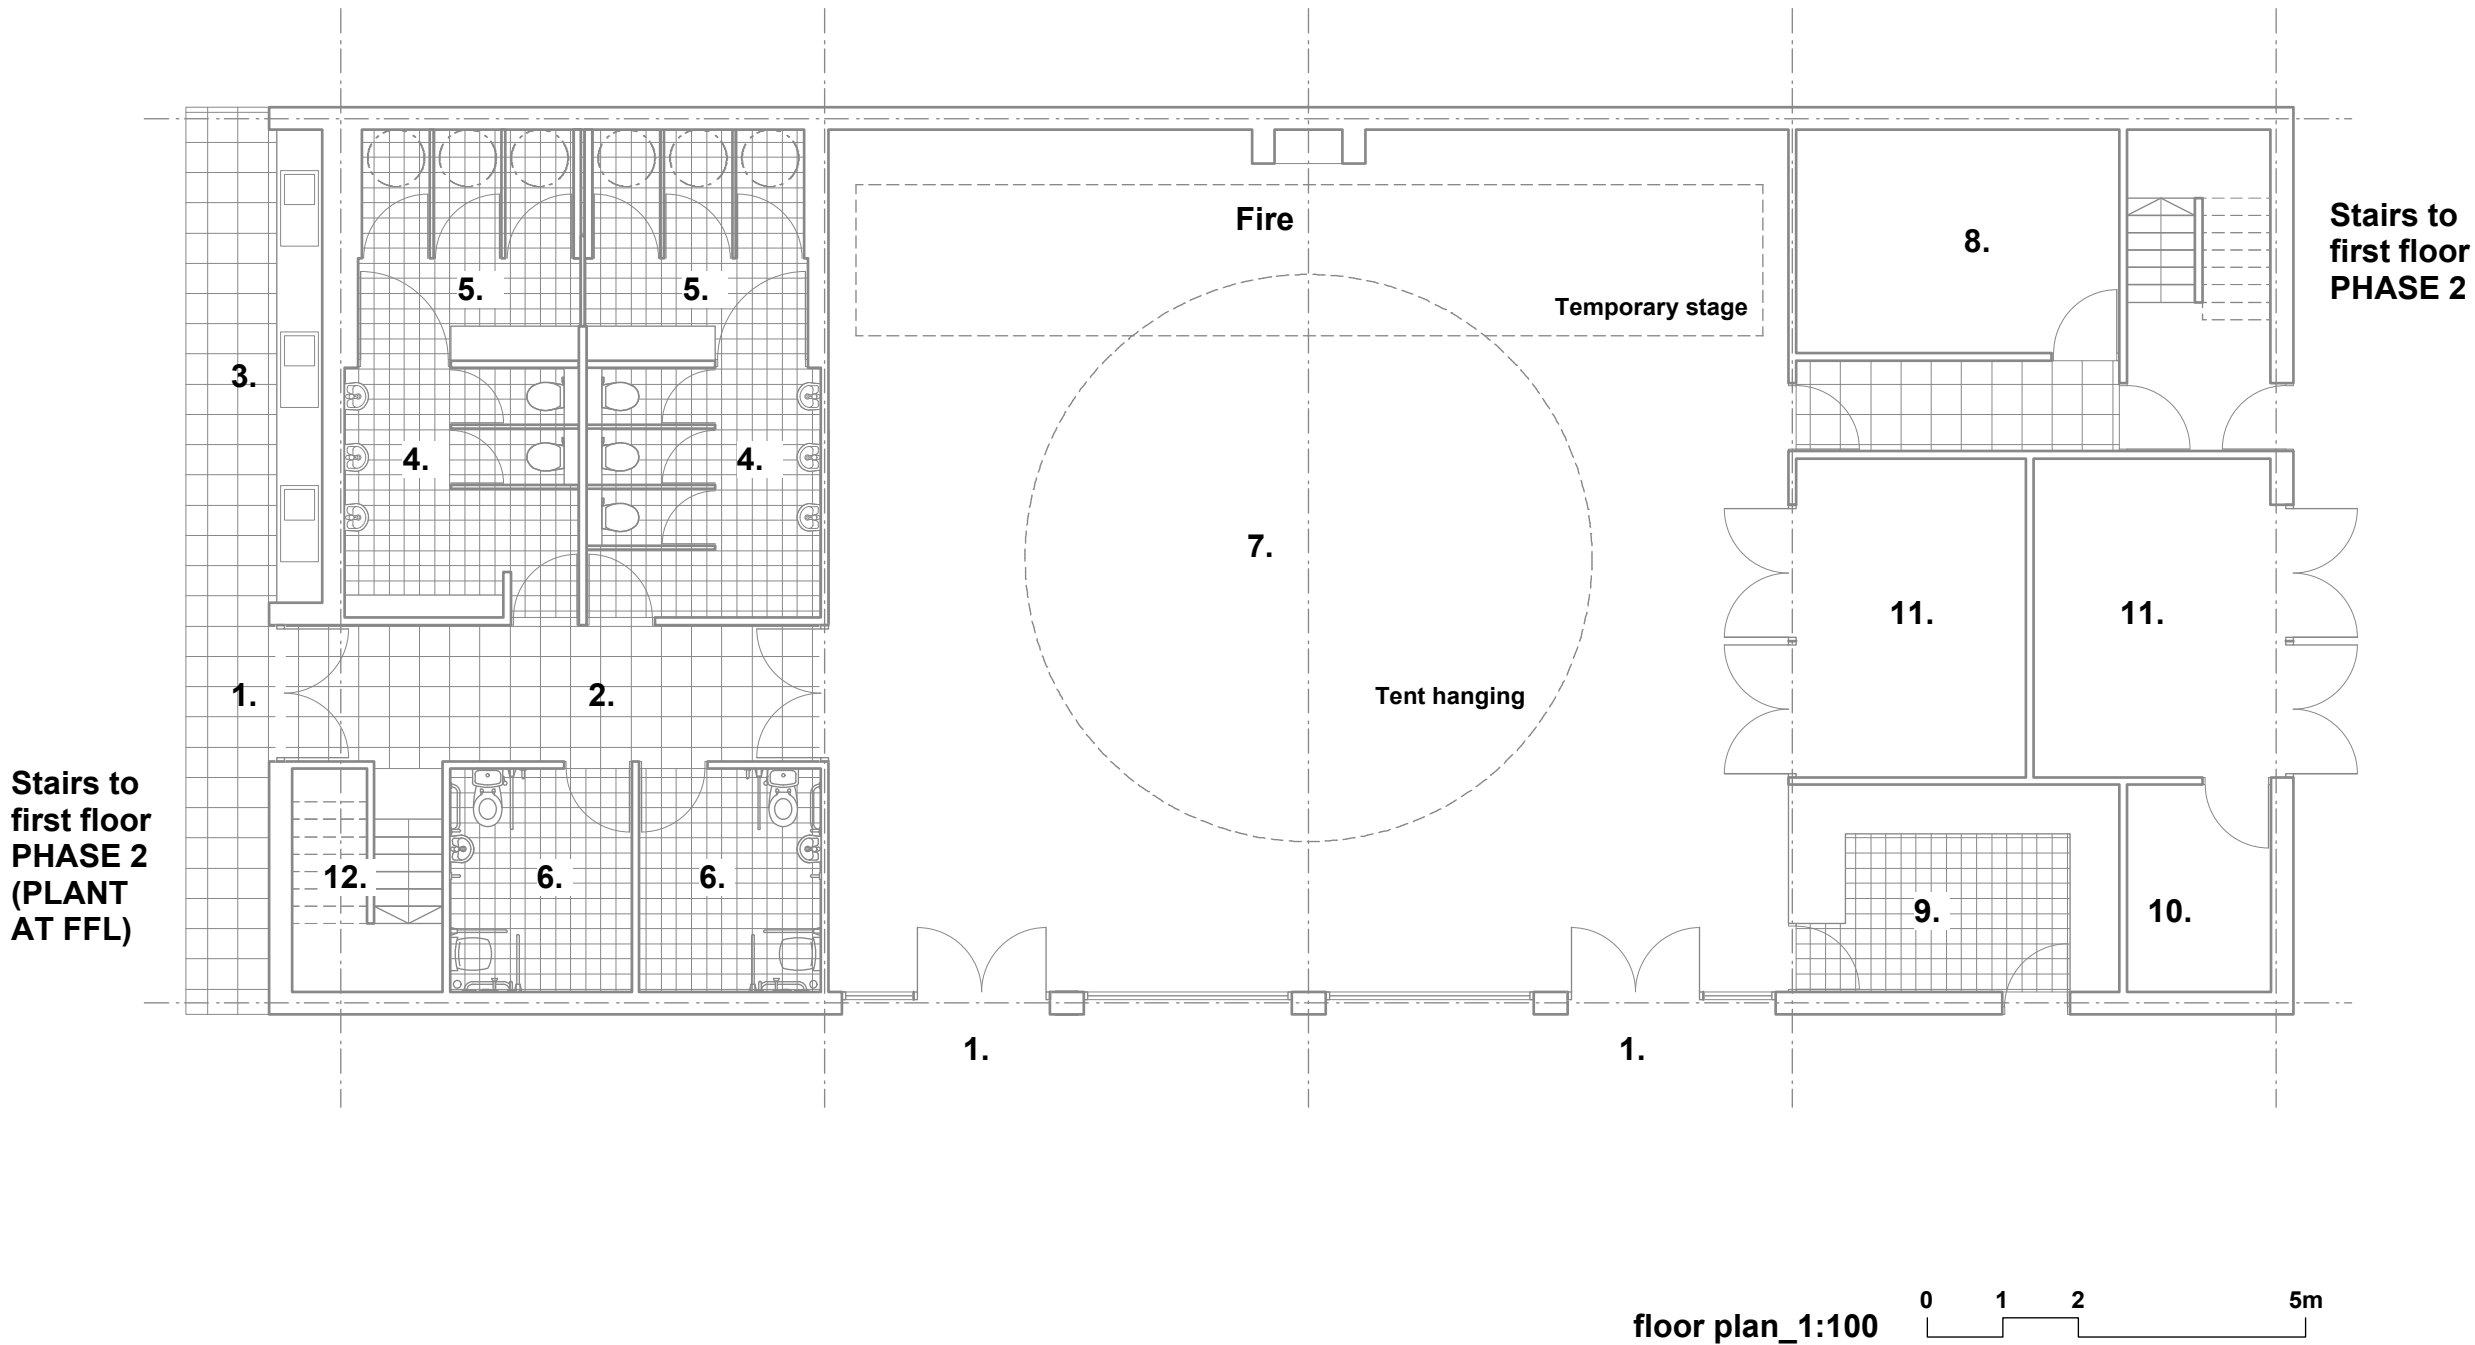 Stairs to
first floor
PHASE 2
Fire
8.
5.
5.
Temporary stage
3.
4.
4.
7.
11.
11.
1.
2.
Tent hanging
Stairs to
first floor
PHASE 2
(PLANT
AT FFL)
12.
6.
6.
9.
10.
1.
1.
floor plan_1:100
0 1 2 5m